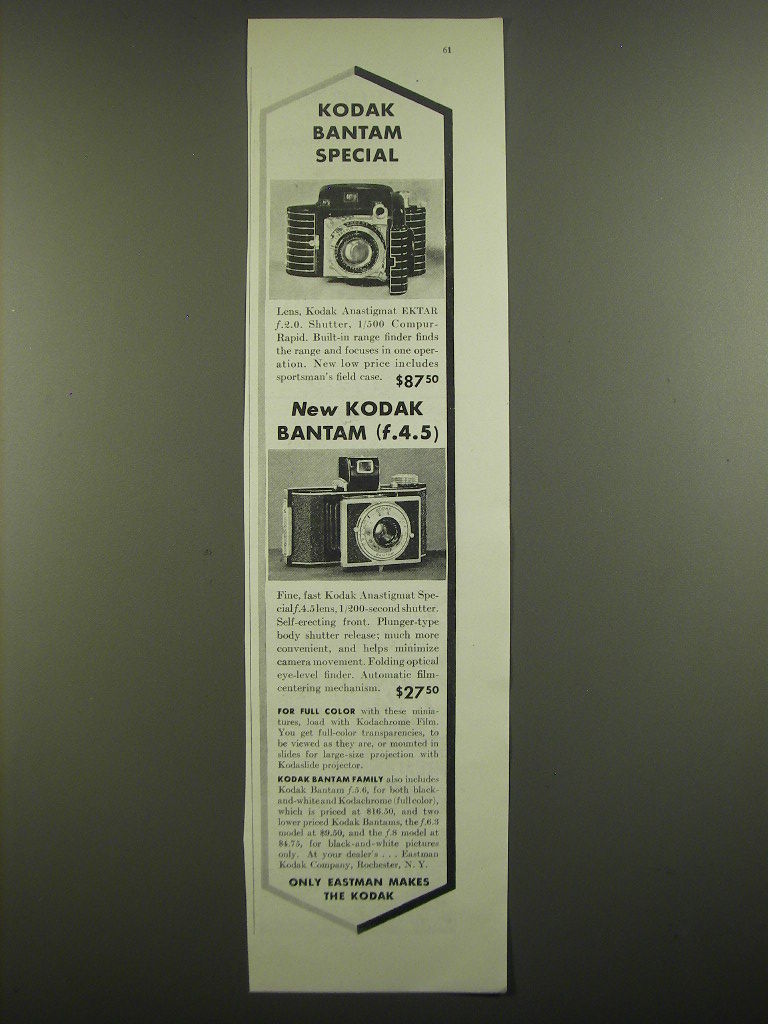 61
KODAK
BANTAM
SPECIAL
Lens, Kodak Anastigmat EKTAR
f.2.0. Shutter, 1/500 Compur-
Rapid. Built-in range finder finds
the range and focuses in one oper-
ation. New low price includes
sportsman's field case. $87 50
New KODAK
BANTAM (f.4.5)
Fine, fast Kodak Anastigmat Spe-
cial f.4.5 lens, 1/200-second shutter.
Self-erecting front. Plunger-type
body shutter release; much more
convenient, and helps minimize
camera movement. Folding optical
eye-level finder. Automatic film-
centering mechanism. $27 50
FOR FULL COLOR with these minia-
tures, load with Kodachrome Film.
You get full-color transparencies, to
be viewed as they are, or mounted in
slides for large-size projection with
Kodaslide projector.
KODAK BANTAM FAMILY also includes
Kodak Bantam f.5.6, for both black-
and-white and Kodachrome (full color),
which is priced at $16.50, and two
lower priced Kodak Bantams, the f.6.3
model at $9.50, and the f.8 model at
$4.75, for black-and-white pictures
only. At your dealer's . . . Eastman
Kodak Company, Rochester, N. Y.
ONLY EASTMAN MAKES
THE KODAK